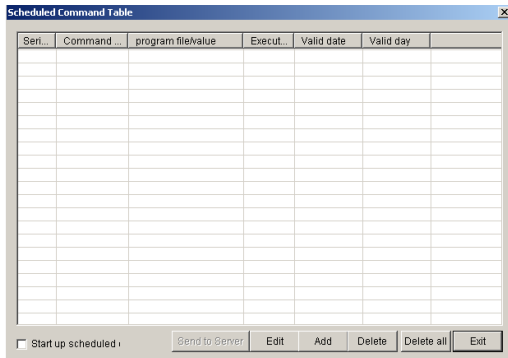 Scheduled Command Table
Seri... Command ... program file/value Execut... Valid date Valid day
Start up scheduled Send to Server Edit Add Delete Delete all Exit